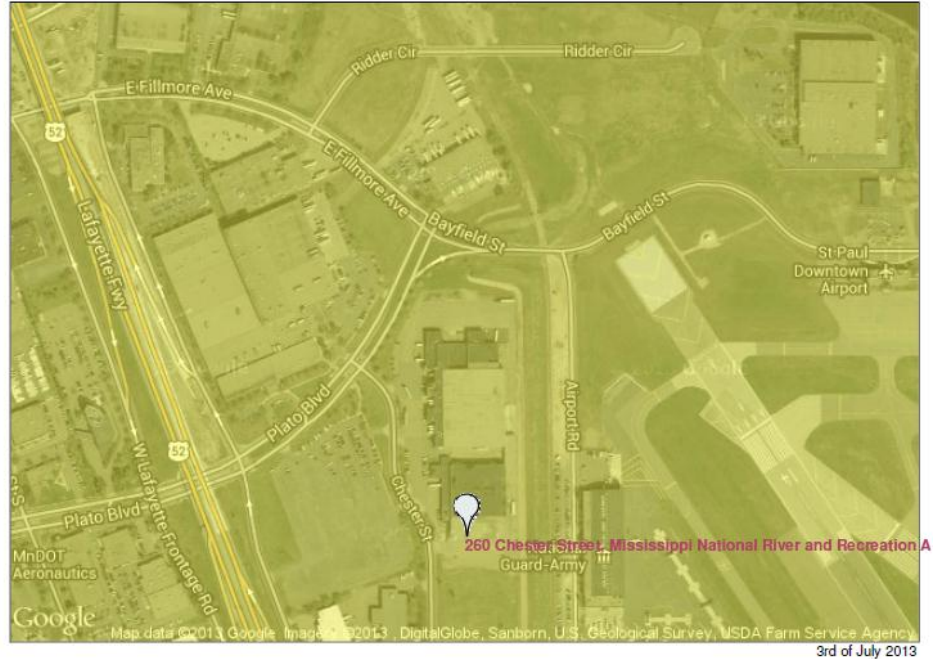 Ridder Cir
Ridder Cir
E Fillmore Ave
52
E Fillmore Ave
Bayfield St
Bayfield St
Lafayette Fwy
St Paul
Downtown
Airport
Google
Airport Rd
Plato Blvd
52
W Lafayette Frontage Rd
Chester St
Plato Blvd
260 Chester Street, Mississippi National River and Recreation A
Guard-Army
MnDOT
Aeronautics
Google
Map data ©2013 Google Imagery ©2013 , DigitalGlobe, Sanborn, U.S. Geological Survey, USDA Farm Service Agency
3rd of July 2013